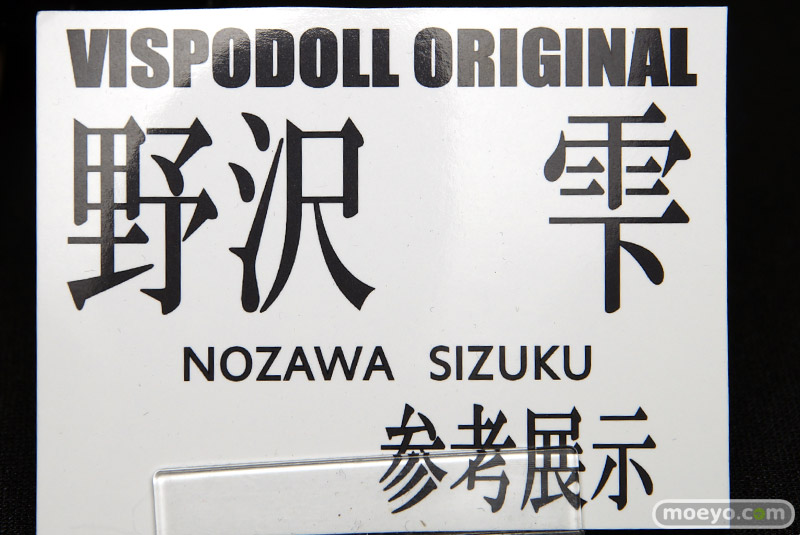 VISPODOLL ORIGINAL
野沢 雫
NOZAWA SIZUKU
参考展示
moeyo.com